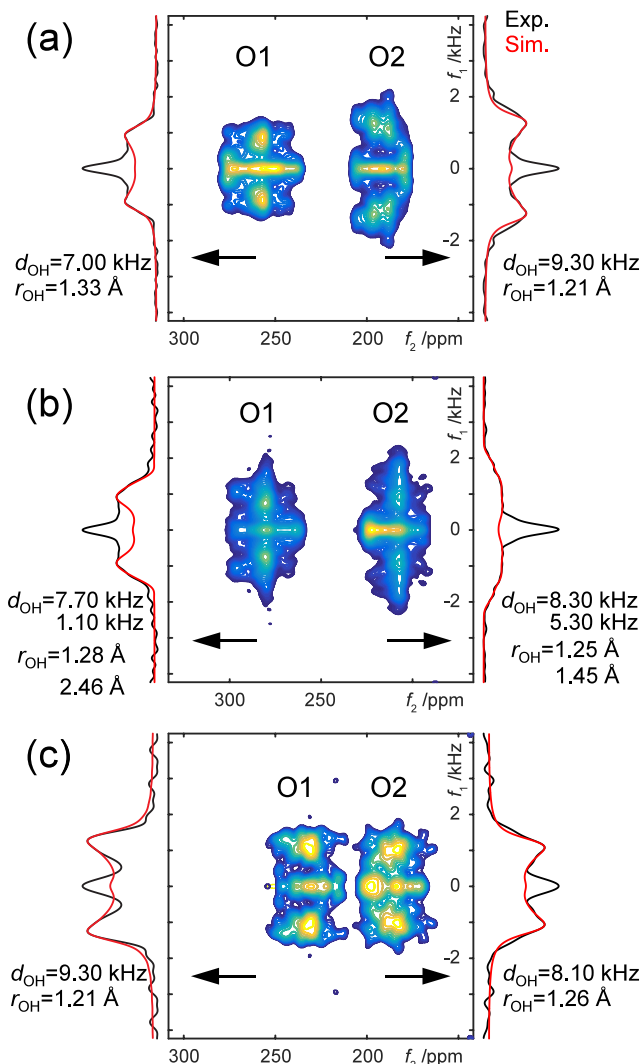 (a)
Exp.
Sim.
O1
O2
f1 /kHz
2
0
-2
dOH=7.00 kHz
rOH=1.33 Å
dOH=9.30 kHz
rOH=1.21 Å
300
250
200
f2 /ppm
(b)
O1
O2
f1 /kHz
2
0
-2
dOH=7.70 kHz
1.10 kHz
rOH=1.28 Å
2.46 Å
dOH=8.30 kHz
5.30 kHz
rOH=1.25 Å
1.45 Å
300
250
200
f2 /ppm
(c)
O1
O2
f1 /kHz
2
0
-2
dOH=9.30 kHz
rOH=1.21 Å
dOH=8.10 kHz
rOH=1.26 Å
300
250
200
f2 /ppm